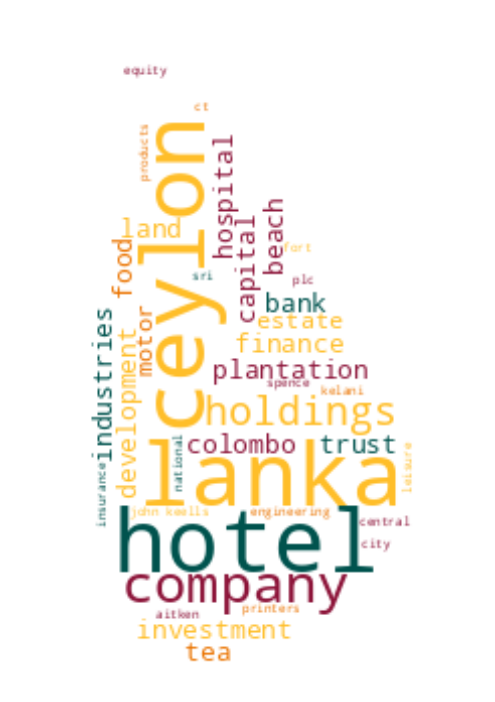 equity
ct
products
ceylon
hospital
beach
capital
land
food
fort
sri
plc
bank
motor
industries
estate
development
finance
plantation
spence
kelani
holdings
colombo
trust
national
lanka
leisure
insurance
john keells
engineering
hotel
central
city
company
aitken
printers
investment
tea